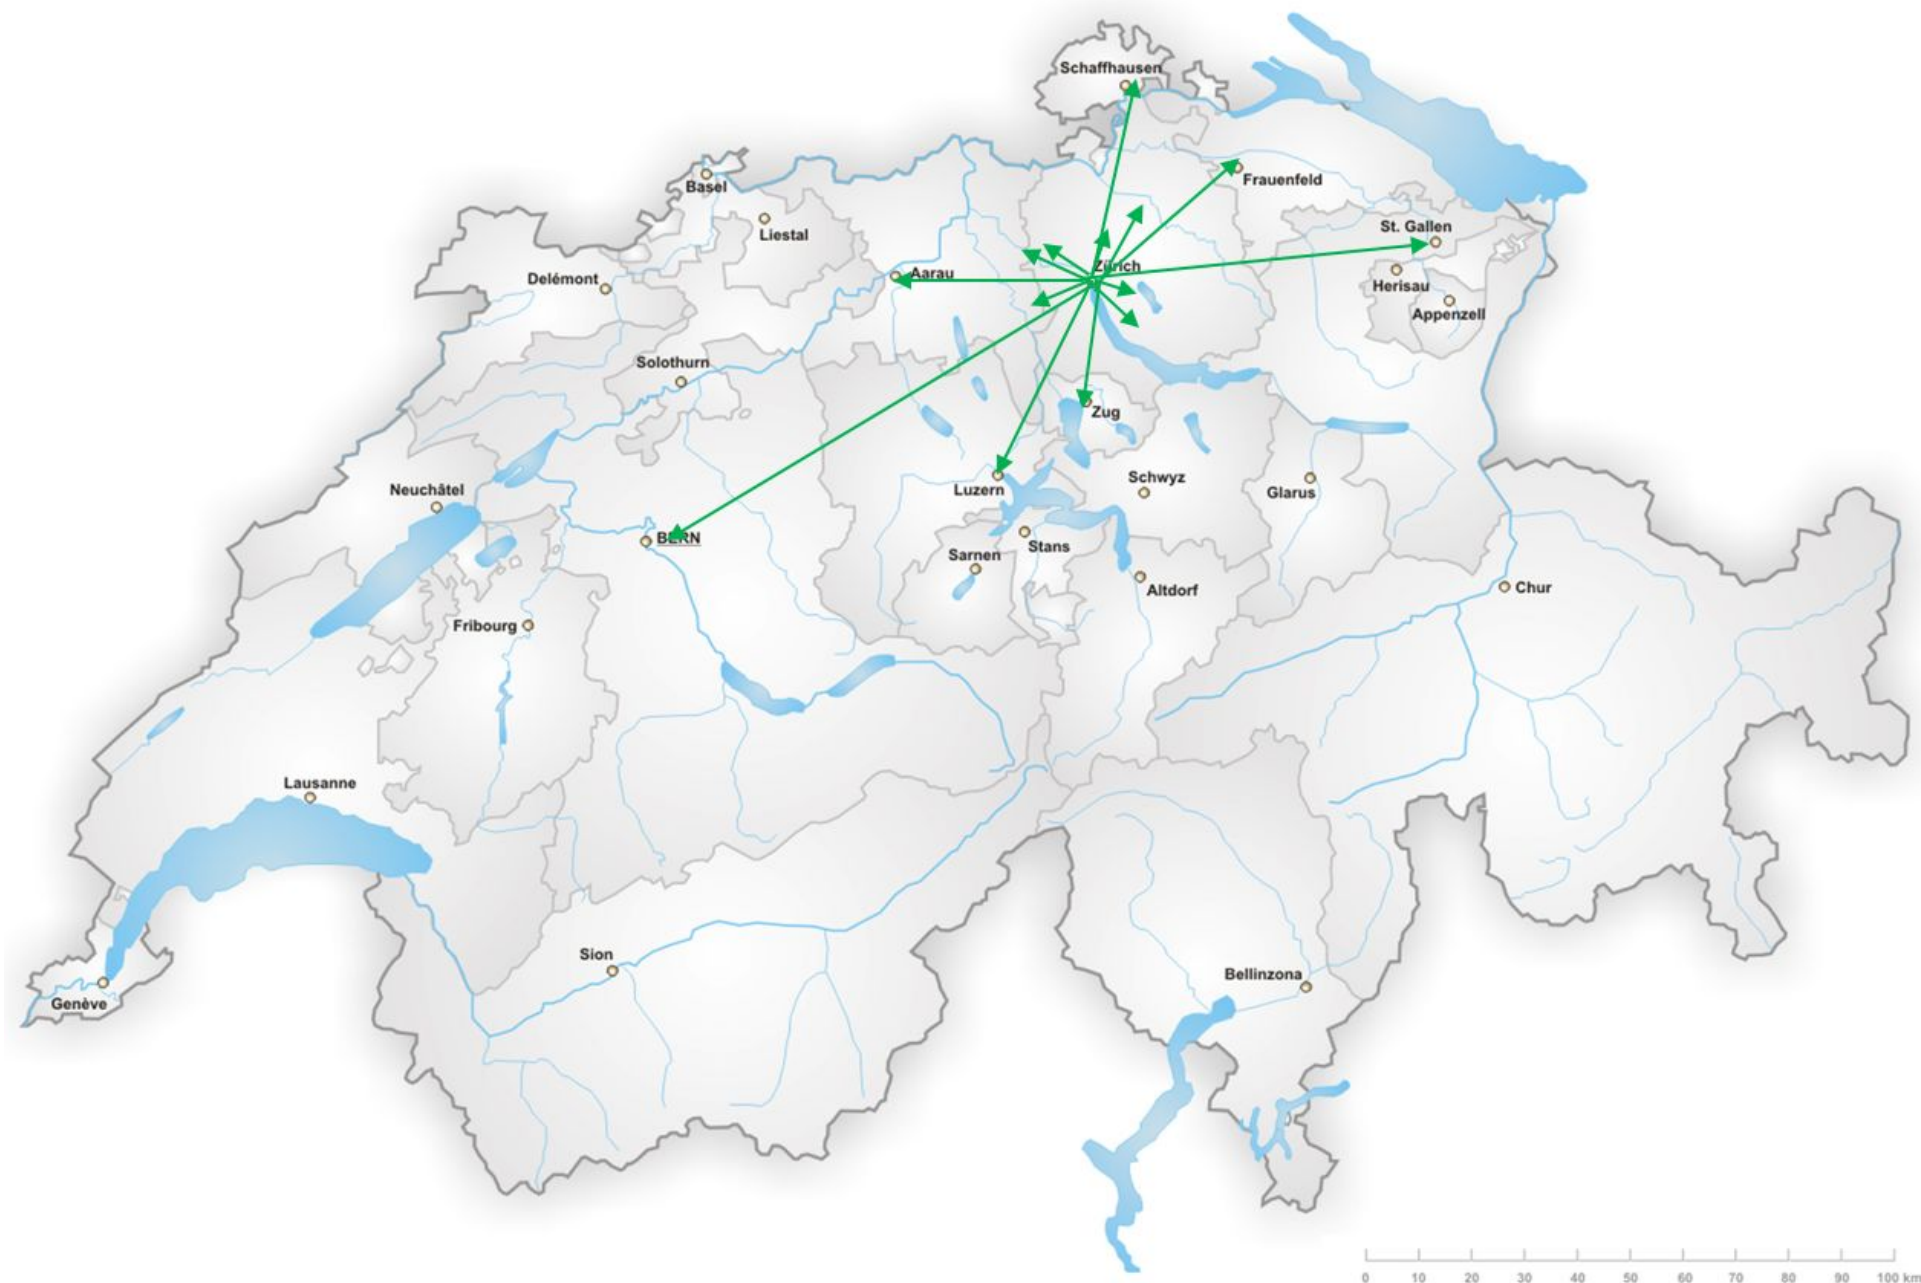 Schaffhausen
Basel
Frauenfeld
Liestal
St. Gallen
Zürich
Aarau
Delémont
Herisau
Appenzell
Solothurn
Zug
Neuchâtel
Luzern
Schwyz
Glarus
BERN
Stans
Sarnen
Altdorf
Chur
Fribourg
Lausanne
Sion
Bellinzona
Genève
0 10 20 30 40 50 60 70 80 90 100 km